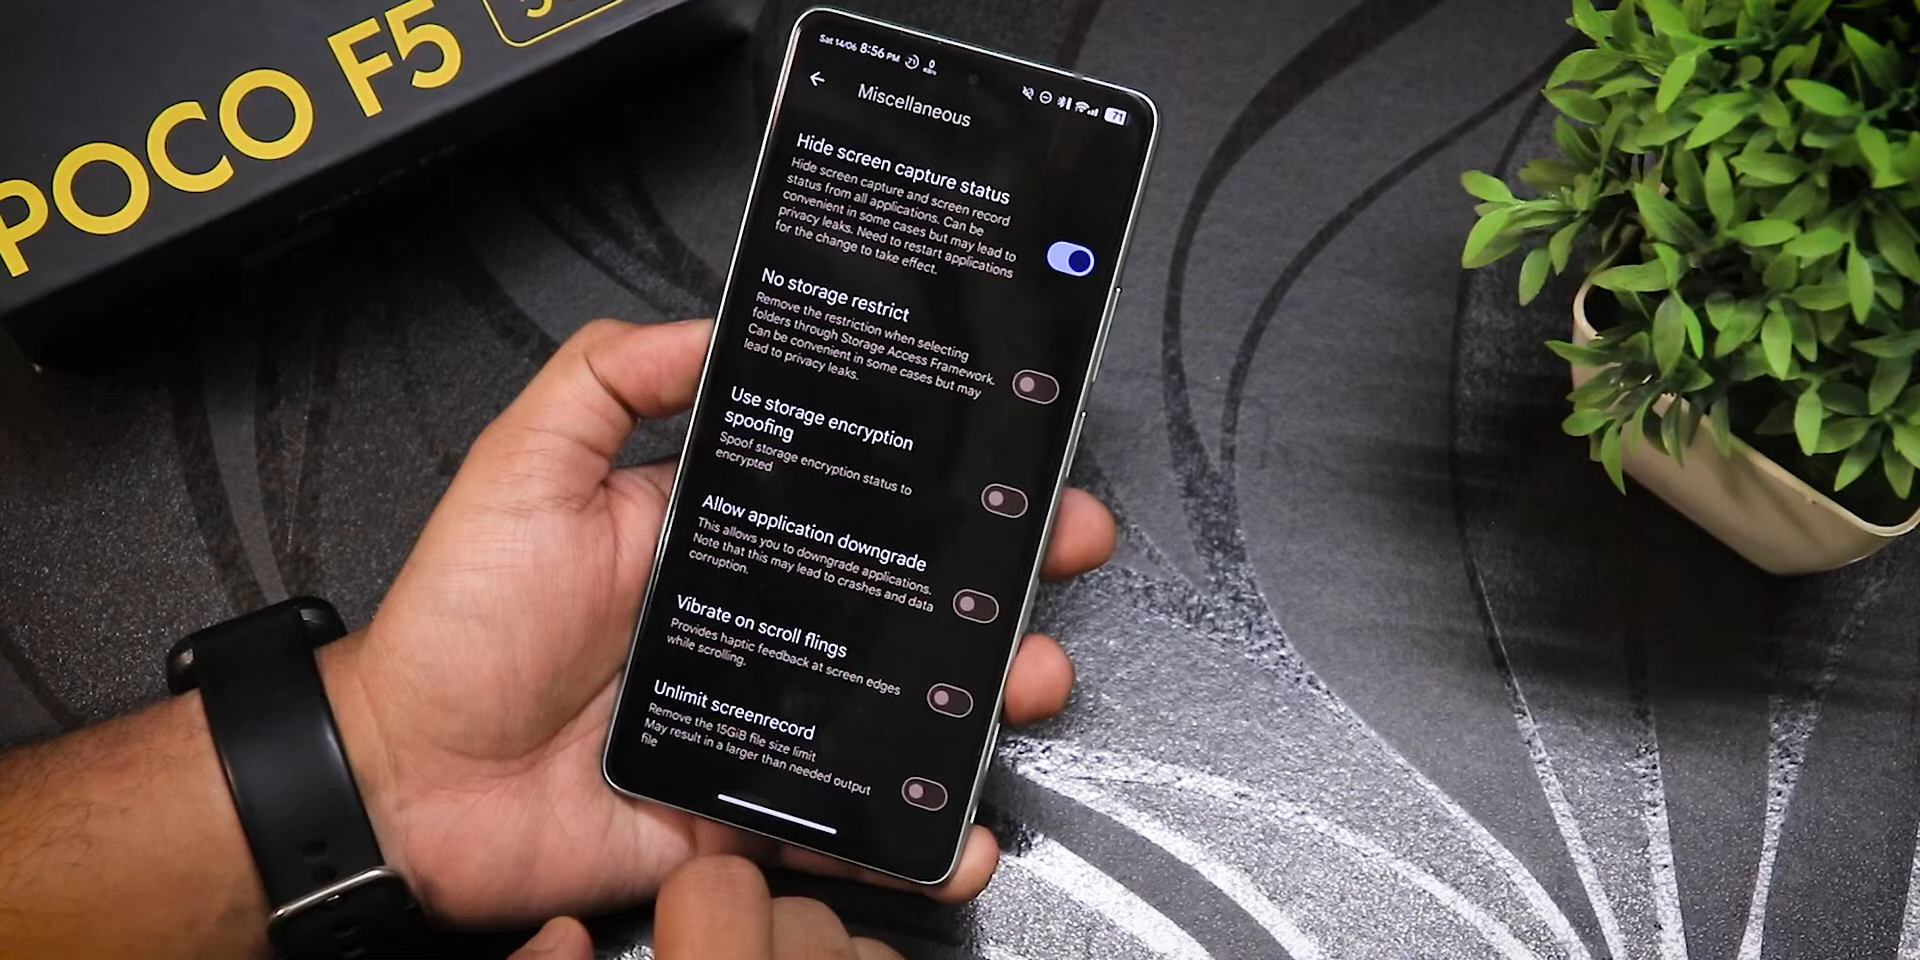 POCO F5
Sat 14/06 8:56 PM 71 0
71
Miscellaneous
Hide screen capture status
Hide screen capture and screen record
status from all applications. Can be
convenient in some cases but may lead to
privacy leaks. Need to restart applications
for the change to take effect.
No storage restrict
Remove the restriction when selecting
folders through Storage Access Framework.
Can be convenient in some cases but may
lead to privacy leaks.
Use storage encryption
spoofing
Spoof storage encryption status to
encrypted
Allow application downgrade
This allows you to downgrade applications.
Note that this may lead to crashes and data
corruption.
Vibrate on scroll flings
Provides haptic feedback at screen edges
while scrolling.
Unlimit screenrecord
Remove the 15GiB file size limit
May result in a larger than needed output
file